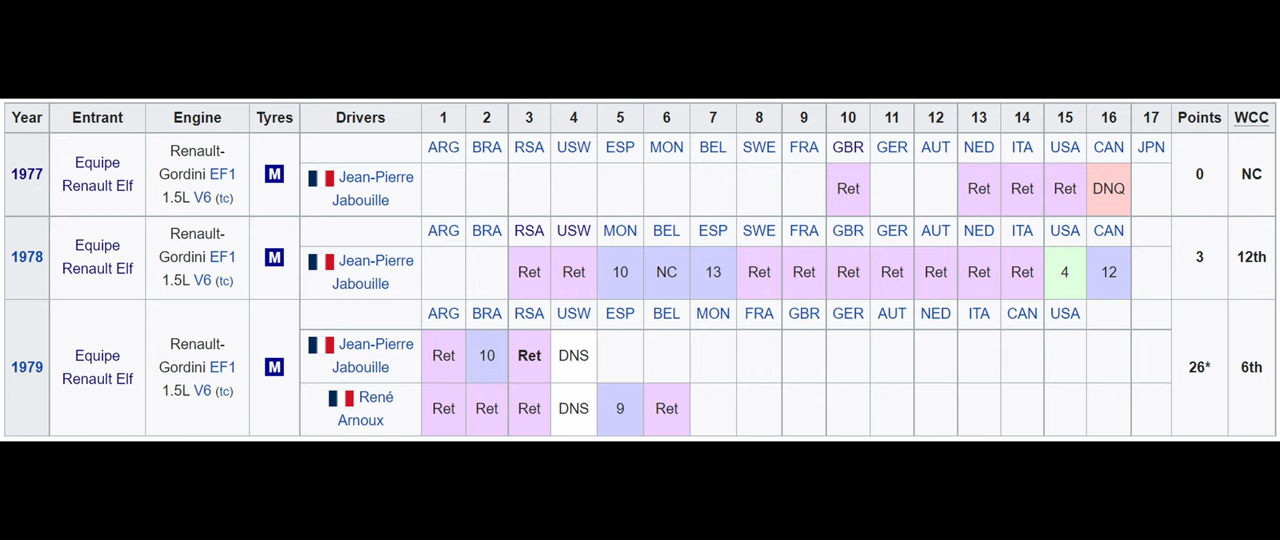 Year Entrant Engine Tyres Drivers 1 2 3 4 5 6 7 8 9 10 11 12 13 14 15 16 17 Points WCC
1977 Equipe Renault Elf Renault-Gordini EF1 1.5L V6 (tc) M ARG BRA RSA USW ESP MON BEL SWE FRA GBR GER AUT NED ITA USA CAN JPN 0 NC
Jean-Pierre Jabouille Ret Ret Ret Ret DNQ
1978 Equipe Renault Elf Renault-Gordini EF1 1.5L V6 (tc) M ARG BRA RSA USW MON BEL ESP SWE FRA GBR GER AUT NED ITA USA CAN 3 12th
Jean-Pierre Jabouille Ret Ret 10 NC 13 Ret Ret Ret Ret Ret Ret Ret 4 12
1979 Equipe Renault Elf Renault-Gordini EF1 1.5L V6 (tc) M ARG BRA RSA USW ESP BEL MON FRA GBR GER AUT NED ITA CAN USA 26* 6th
Jean-Pierre Jabouille Ret 10 Ret DNS
René Arnoux Ret Ret Ret DNS 9 Ret